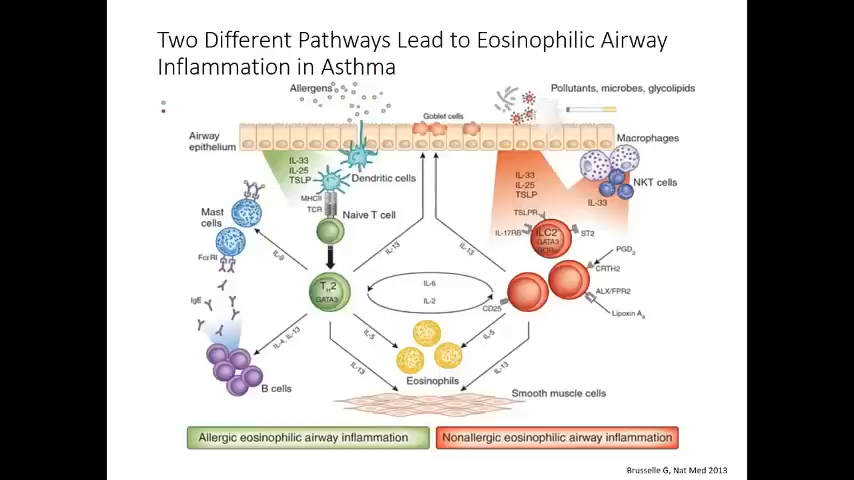 Two Different Pathways Lead to Eosinophilic Airway
Inflammation in Asthma
Allergens
Pollutants, microbes, glycolipids
Goblet cells
Airway
epithelium
Macrophages
IL-33
IL-25
TSLP
Dendritic cells
IL-33
IL-25
TSLP
NKT cells
IL-33
MHCII
TCR
Naive T cell
Mast
cells
TSLPR
IL-17RB
ILC2
GATA3
RORα
ST2
FcεRI
IL-9
IL-13
IL-13
PGD2
CRTH2
ALX/FPR2
Lipoxin A4
TH2
GATA3
IL-6
IL-2
CD25
IgE
IL-4, IL-13
IL-5
IL-5
IL-13
IL-13
B cells
Eosinophils
Smooth muscle cells
Allergic eosinophilic airway inflammation
Nonallergic eosinophilic airway inflammation
Brusselle G, Nat Med 2013